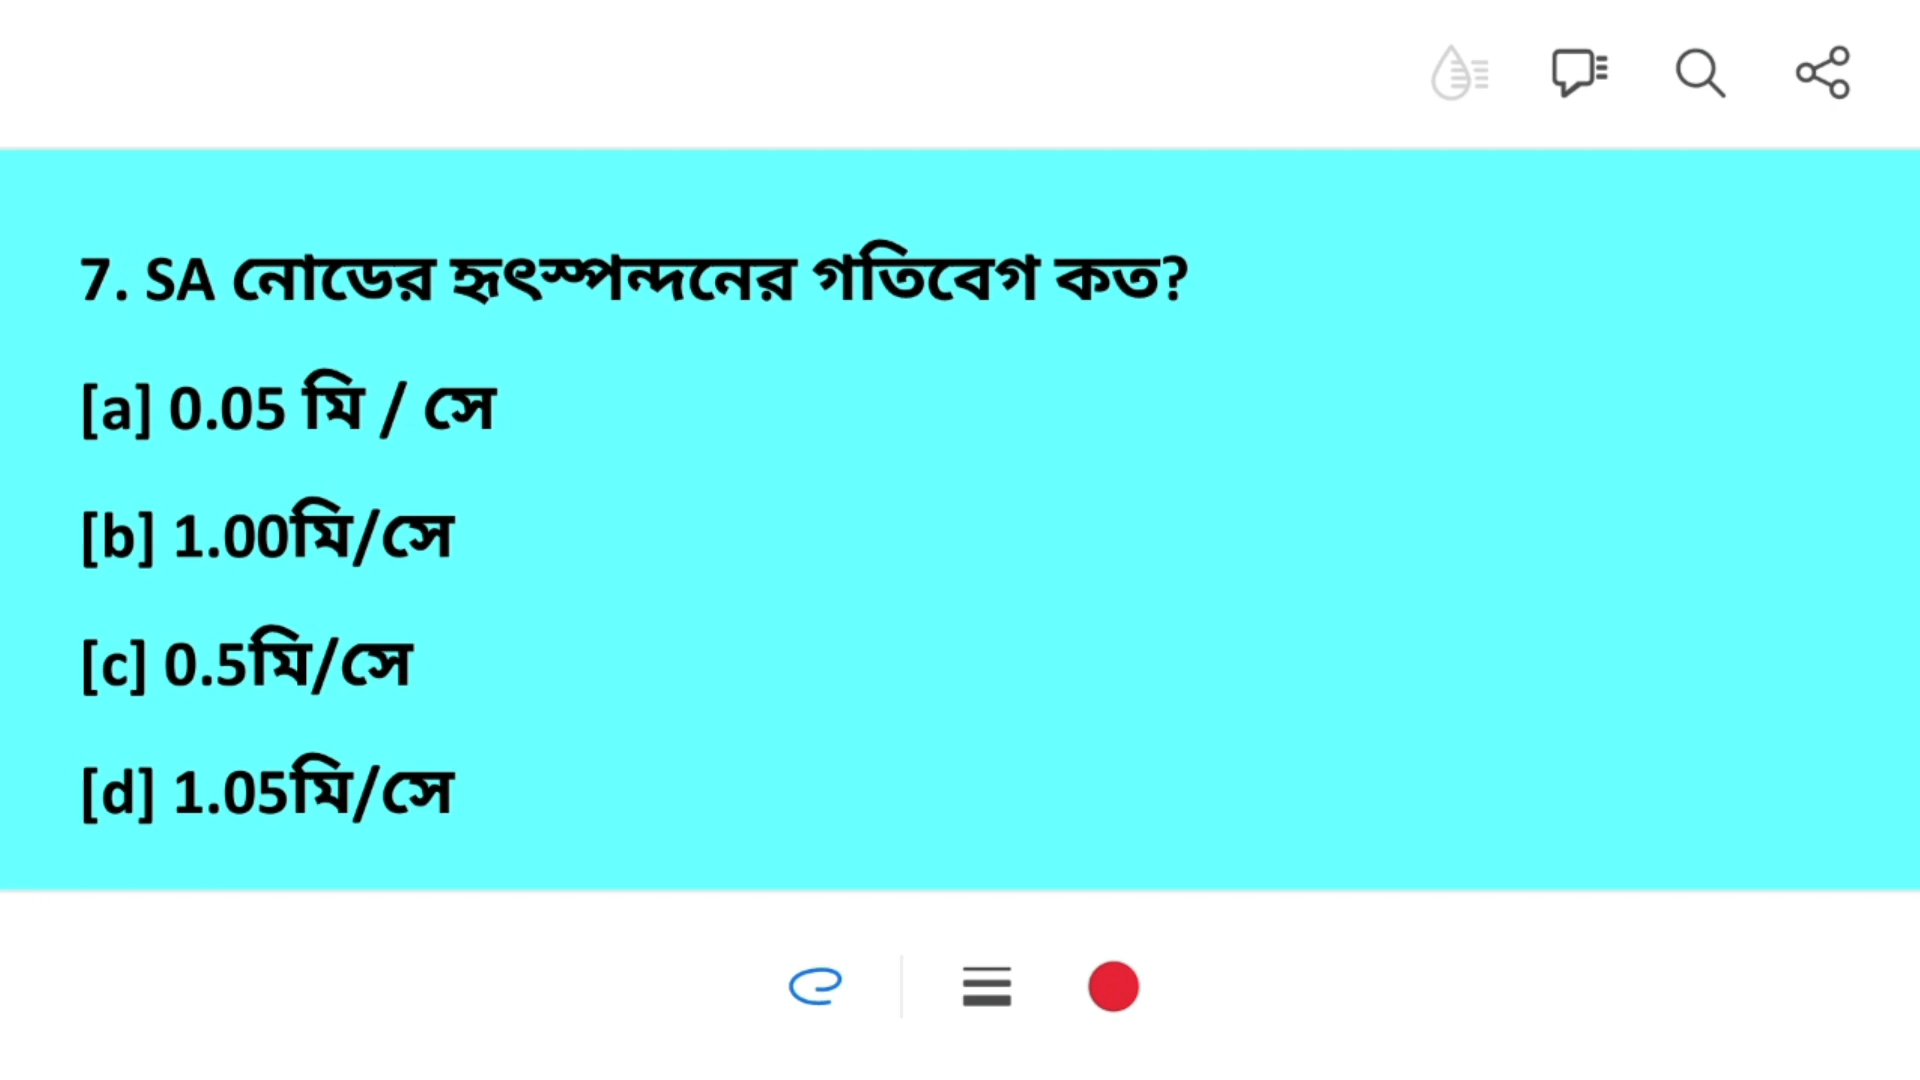 7. SA নোডের হৃৎস্পন্দনের গতিবেগ কত?
[a] 0.05 মি / সে
[b] 1.00মি/সে
[c] 0.5মি/সে
[d] 1.05মি/সে